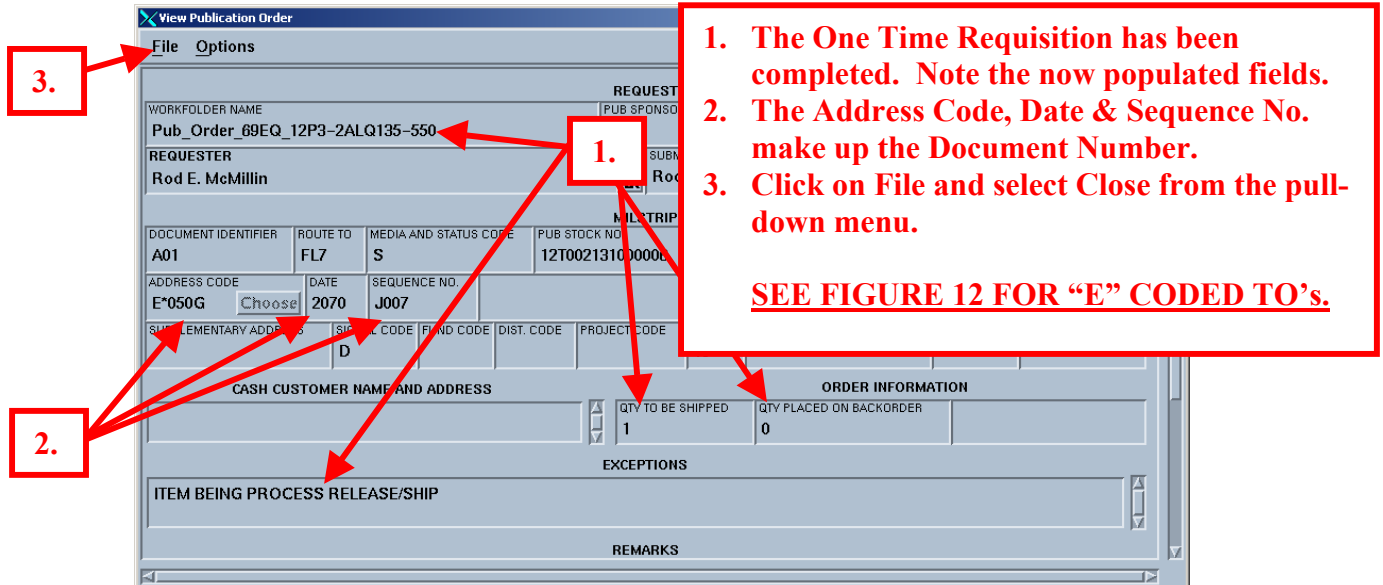 View Publication Order
File Options
3.
1. The One Time Requisition has been
completed. Note the now populated fields.
2. The Address Code, Date & Sequence No.
make up the Document Number.
3. Click on File and select Close from the pull-
down menu.
SEE FIGURE 12 FOR “E” CODED TO’s.
REQUEST
WORKFOLDER NAME PUB SPONSO
Pub_Order_69EQ_12P3-2ALQ135-550
1.
REQUESTER SUBM
Rod E. McMillin Roc
MILSTRIP
DOCUMENT IDENTIFIER ROUTE TO MEDIA AND STATUS CODE PUB STOCK NO
A01 FL7 S
ADDRESS CODE DATE SEQUENCE NO.
E*050G Choose 2070 J007
SUPPLEMENTARY ADDRESS SIGNAL CODE FUND CODE DIST. CODE PROJECT CODE
D
CASH CUSTOMER NAME AND ADDRESS ORDER INFORMATION
QTY TO BE SHIPPED QTY PLACED ON BACKORDER
1 0
2.
EXCEPTIONS
ITEM BEING PROCESS RELEASE/SHIP
REMARKS